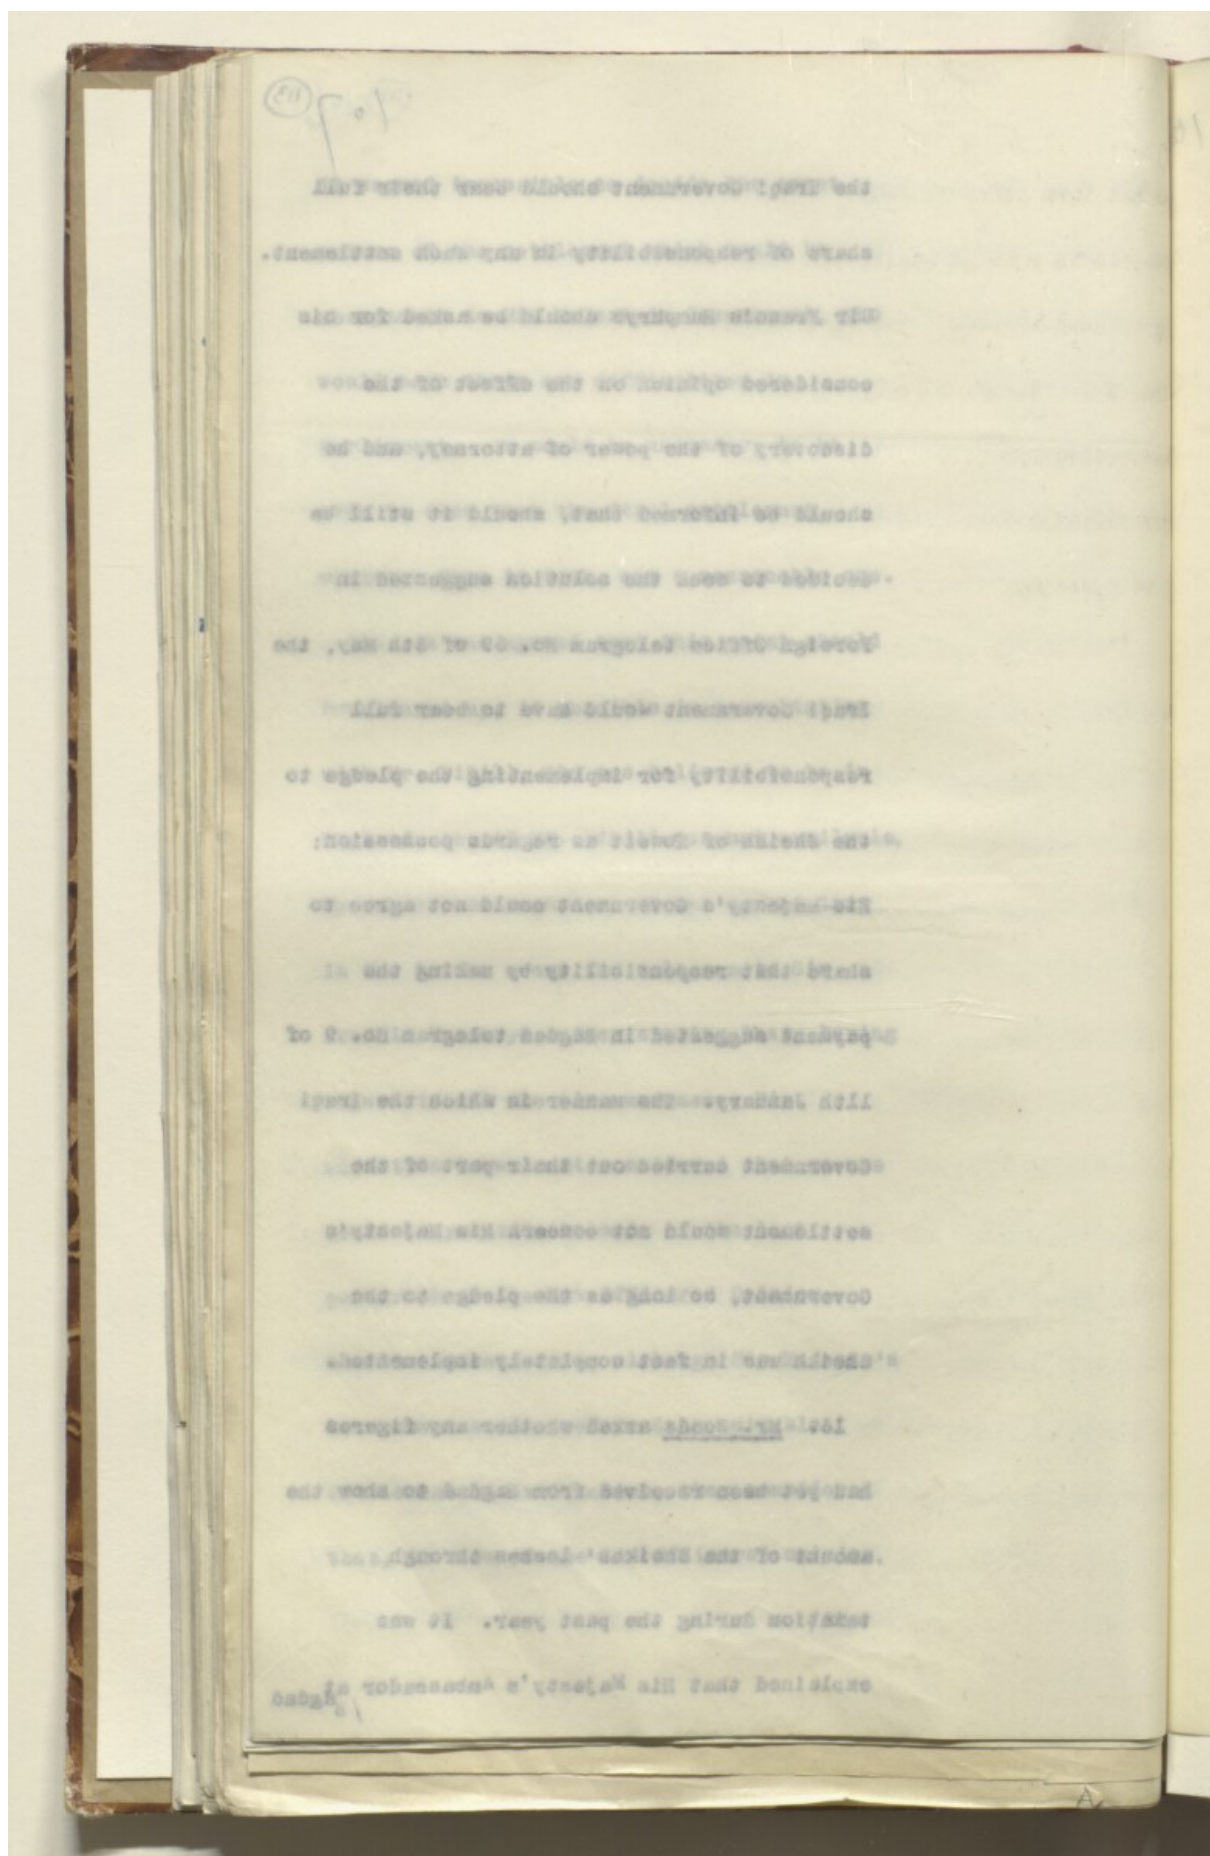 107
the Iraqi Government should bear their full
share of responsibility in any such settlement.
Sir Francis Humphrys should be asked for his
considered opinion on the effect of the
discovery of the power of attorney, and he
should be informed that, should it still be
decided to seek the solution suggested in
Foreign Office telegram No. 69 of 8th May, the
Iraqi Government would have to bear full
responsibility for implementing the pledge to
the Sheikh of Koweit as regards possession:
His Majesty's Government could not agree to
share that responsibility by making the
payment suggested in Bagdad telegram No. 9 of
11th January. The manner in which the Iraqi
Government carried out their part of the
settlement would not concern His Majesty's
Government, so long as the pledge to the
Sheikh was in fact completely implemented.
16. Mr. asked whether any figures
had yet been received from Bagdad to show the
amount of the Sheikhs' losses through
taxation during the past year. It was
explained that His Majesty's Ambassador at
Bagdad